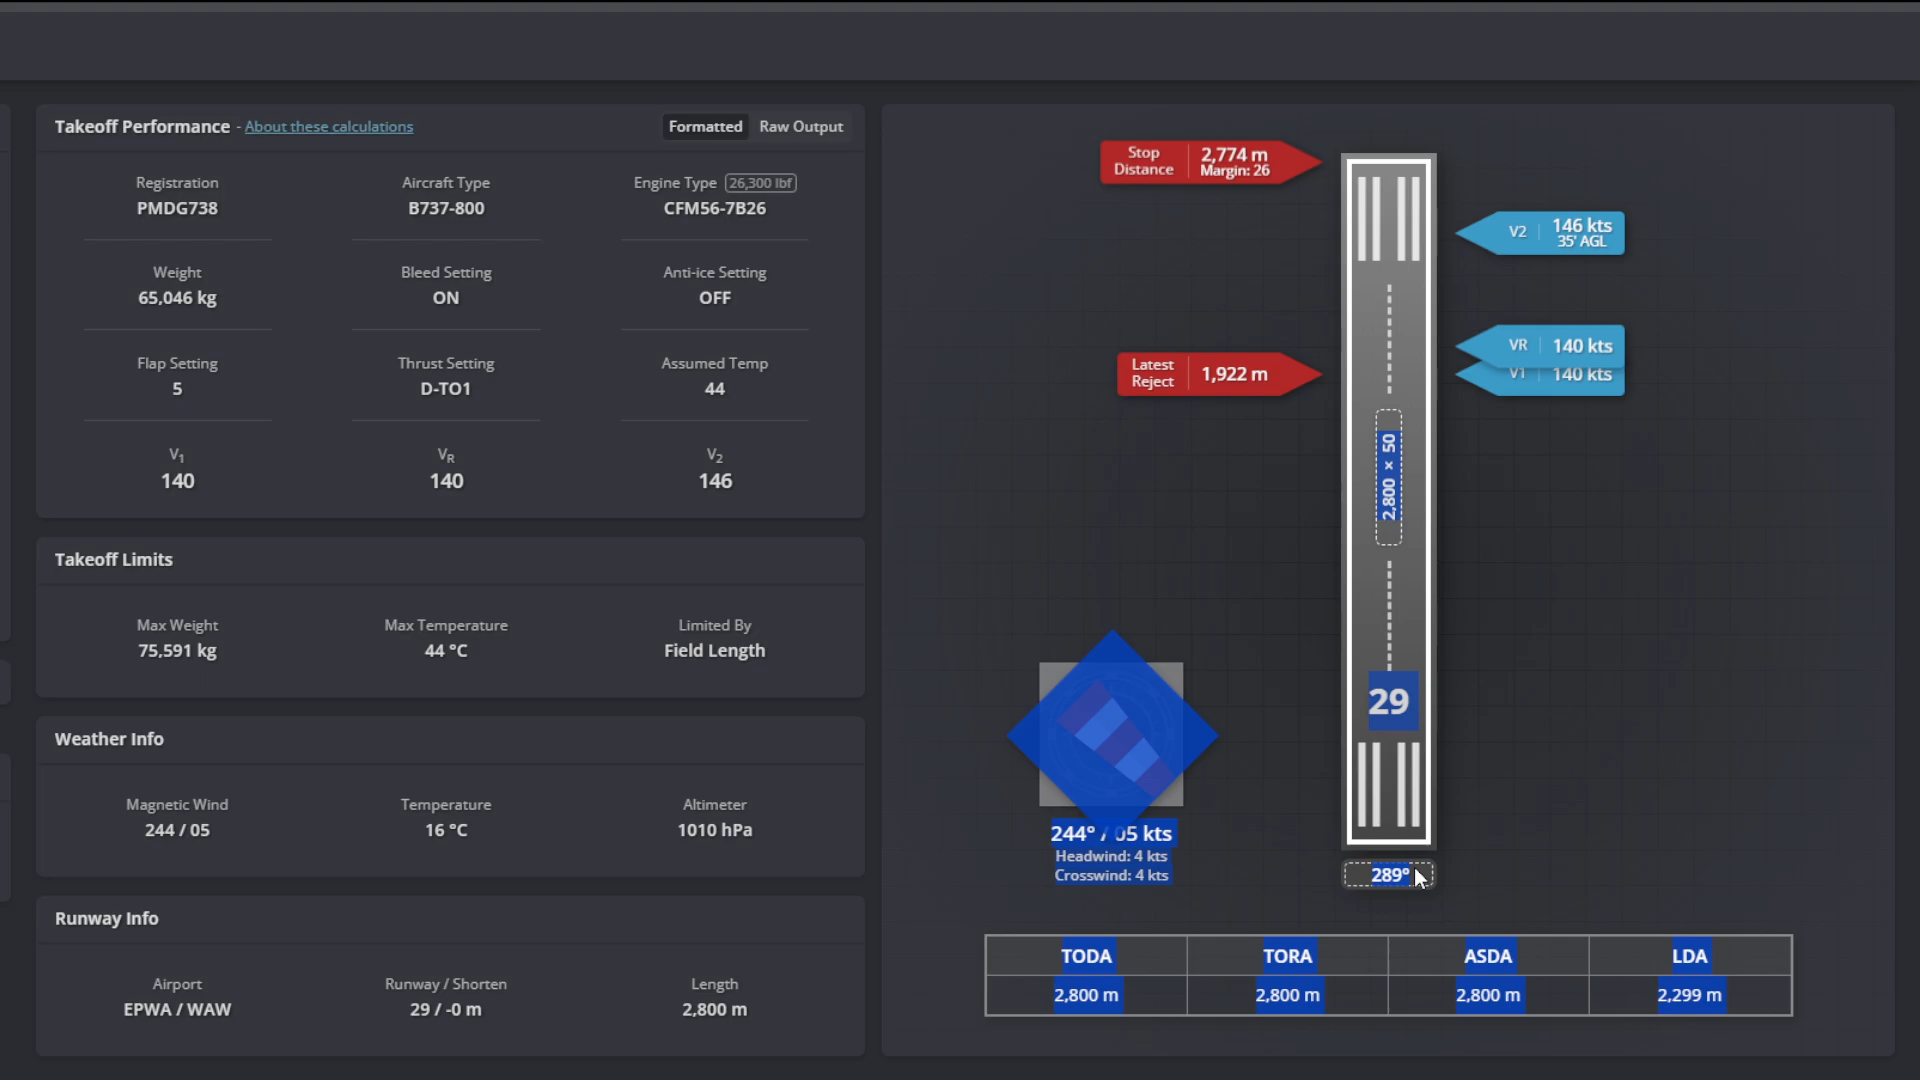 Takeoff Performance - About these calculations
Formatted Raw Output
Registration Aircraft Type Engine Type 26,300 lbf
PMDG738 B737-800 CFM56-7B26
Weight Bleed Setting Anti-ice Setting
65,046 kg ON OFF
Flap Setting Thrust Setting Assumed Temp
5 D-TO1 44
V1 VR V2
140 140 146
Takeoff Limits
Max Weight Max Temperature Limited By
75,591 kg 44 °C Field Length
Weather Info
Magnetic Wind Temperature Altimeter
244 / 05 16 °C 1010 hPa
Runway Info
Airport Runway / Shorten Length
EPWA / WAW 29 / -0 m 2,800 m
Stop Distance 2,774 m
Margin: 26
V2 146 kts
35' AGL
VR 140 kts
Latest Reject 1,922 m
V1 140 kts
2,800 × 50
29
244° / 05 kts
Headwind: 4 kts
Crosswind: 4 kts
289°
TODA TORA ASDA LDA
2,800 m 2,800 m 2,800 m 2,299 m